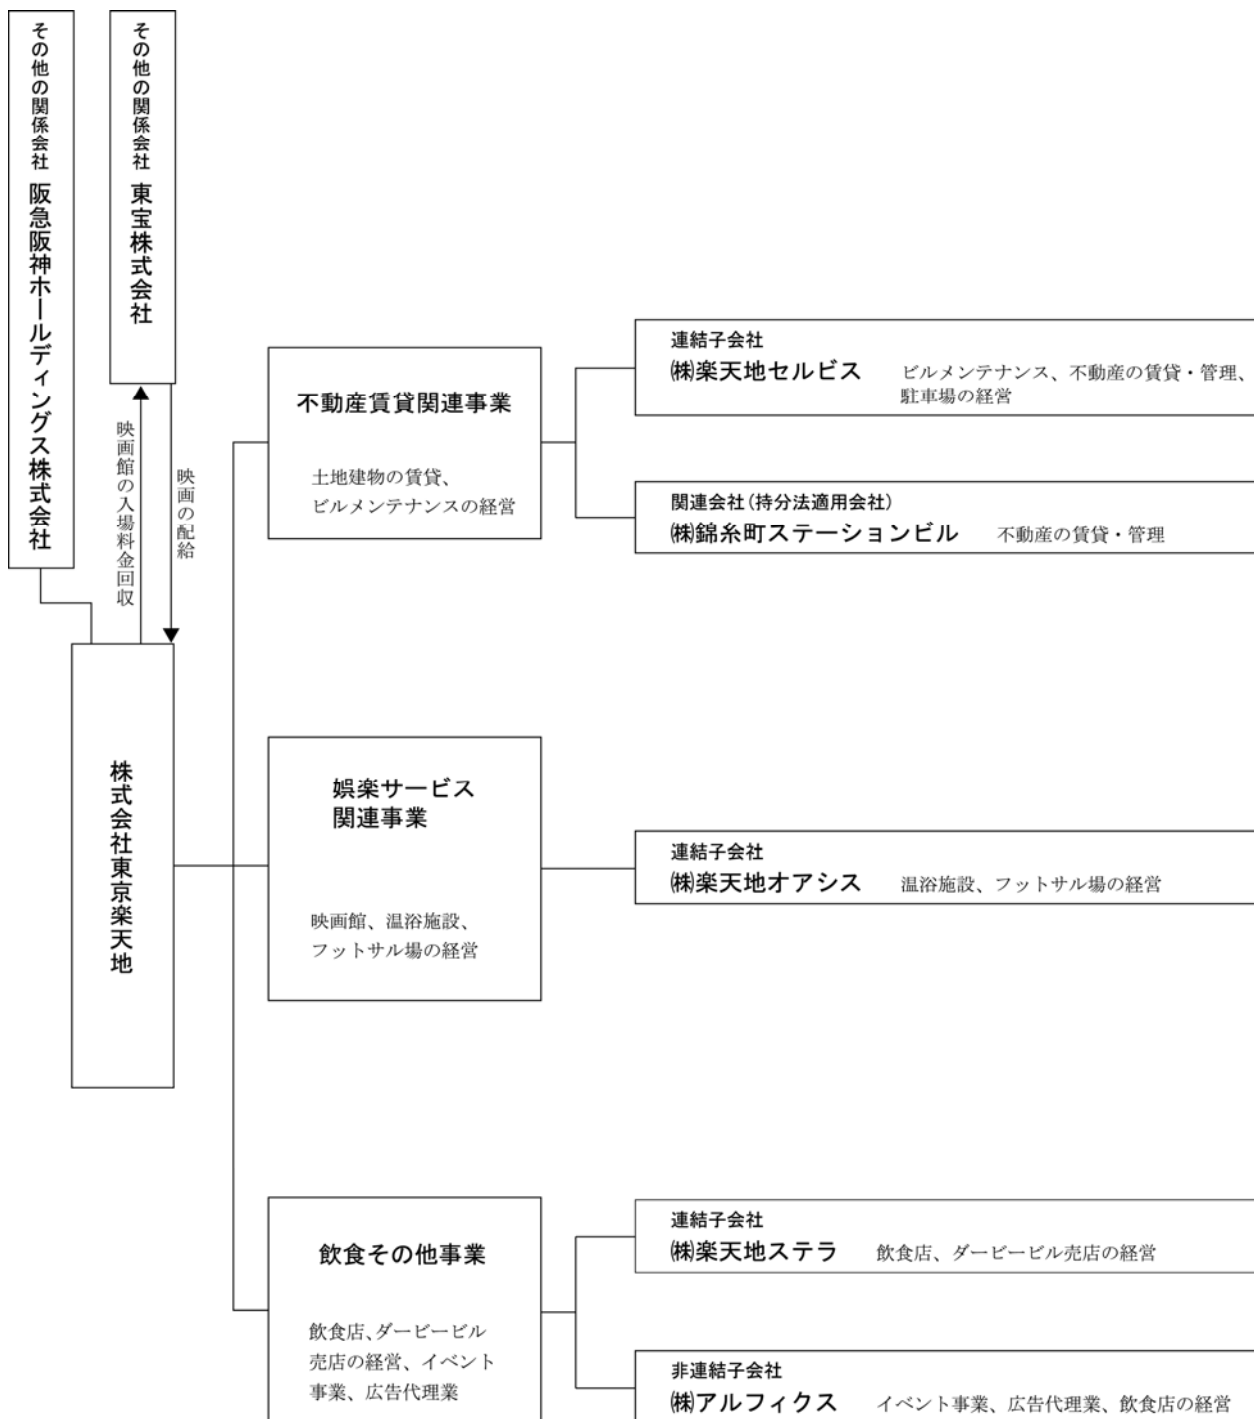 その他の関係会社 阪急阪神ホールディングス株式会社
その他の関係会社 東宝株式会社
映画館の入場料金回収
映画の配給
株式会社東京楽天地
不動産賃貸関連事業
土地建物の賃貸、
ビルメンテナンスの経営
連結子会社
㈱楽天地セルビス ビルメンテナンス、不動産の賃貸・管理、
駐車場の経営
関連会社(持分法適用会社)
㈱錦糸町ステーションビル 不動産の賃貸・管理
娯楽サービス
関連事業
映画館、温浴施設、
フットサル場の経営
連結子会社
㈱楽天地オアシス 温浴施設、フットサル場の経営
飲食その他事業
飲食店、ダービービル
売店の経営、イベント
事業、広告代理業
連結子会社
㈱楽天地ステラ 飲食店、ダービービル売店の経営
非連結子会社
㈱アルフィクス イベント事業、広告代理業、飲食店の経営